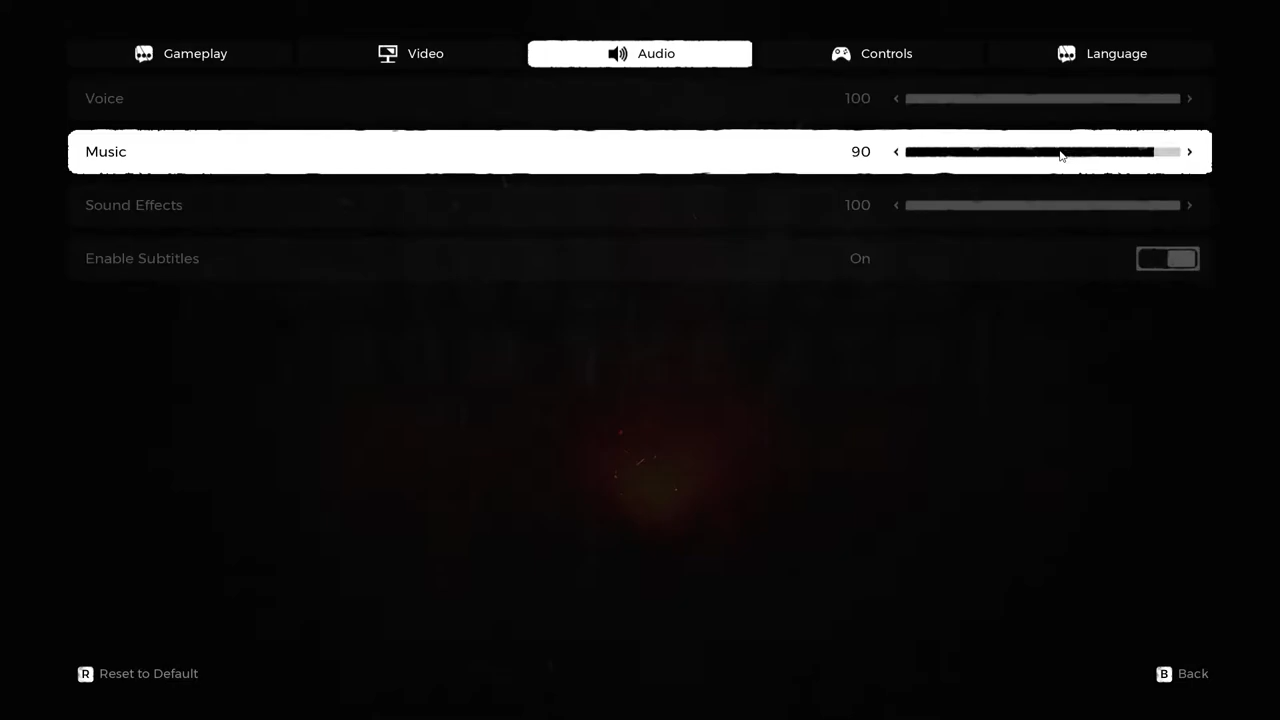 Gameplay Video Audio Controls Language
Voice 100
Music 90
Sound Effects 100
Enable Subtitles On
R Reset to Default B Back